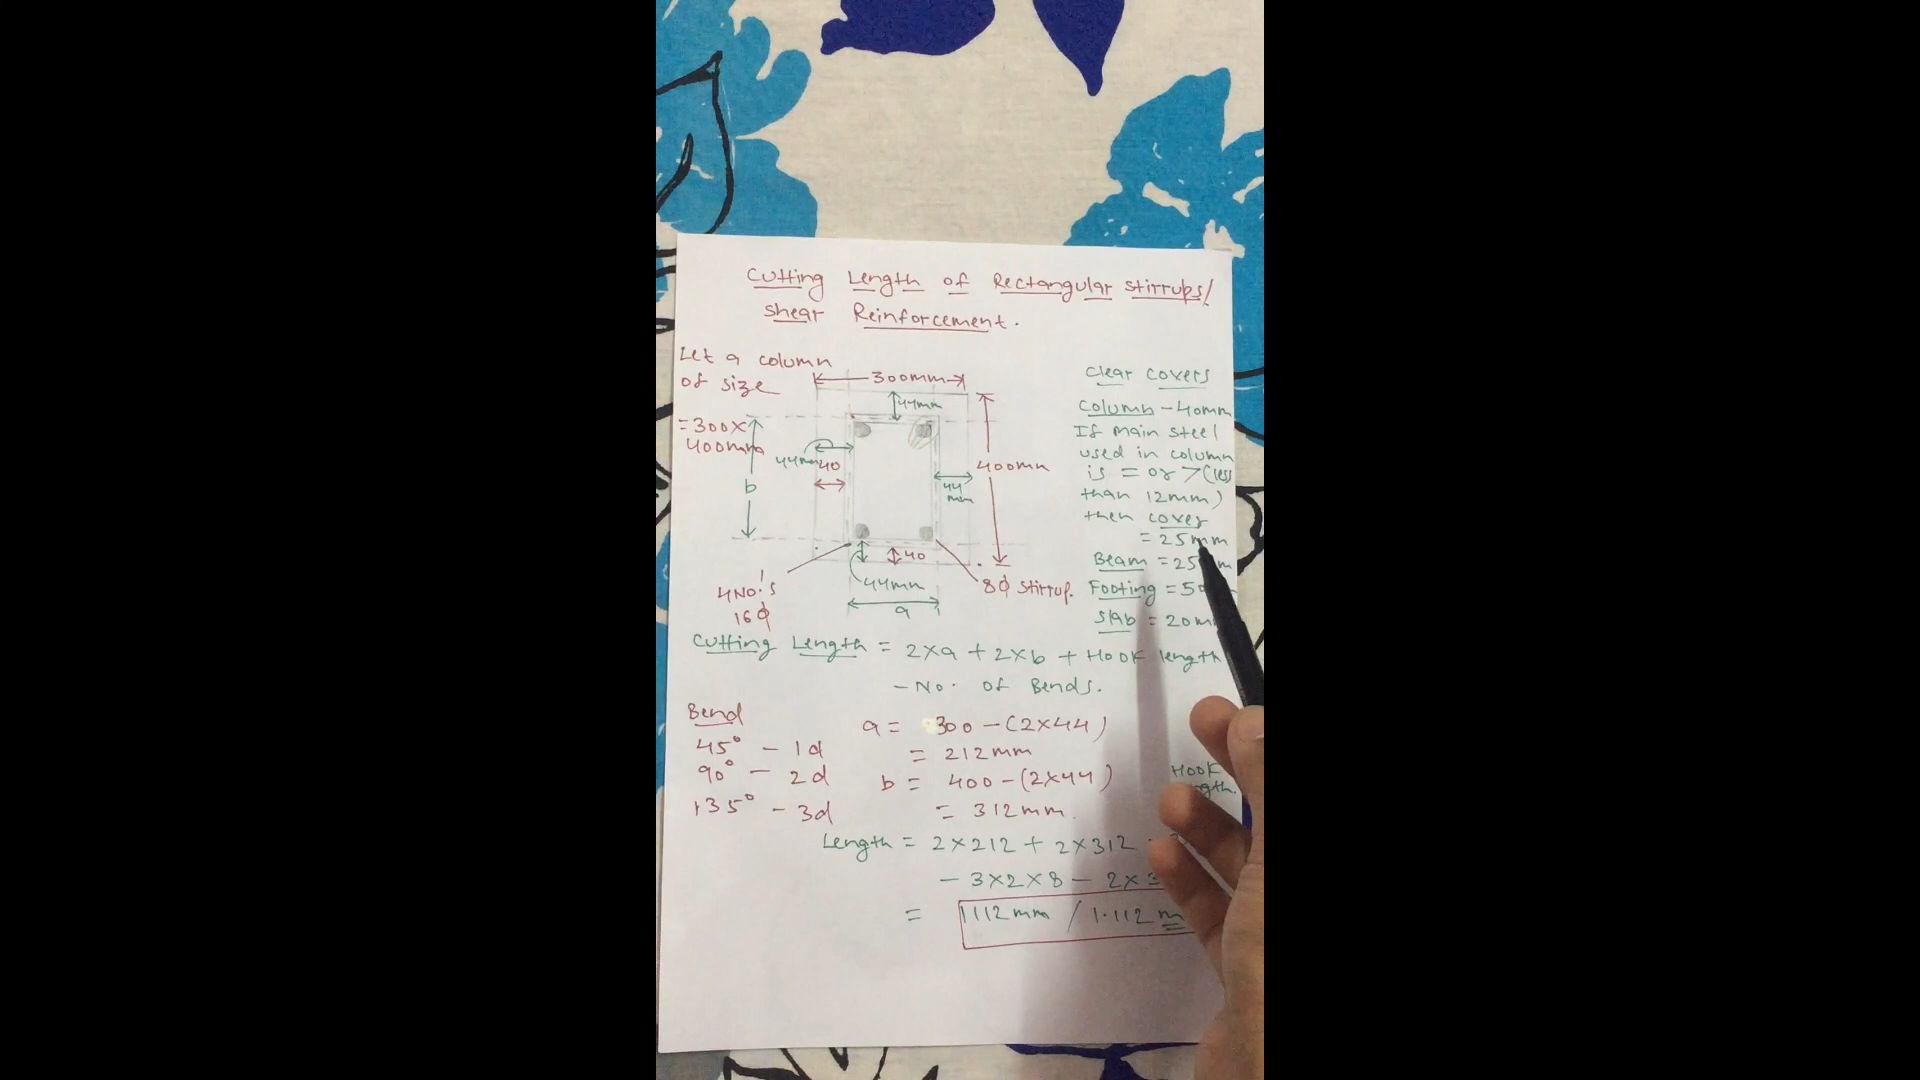 Cutting Length of Rectangular Stirrups/
Shear Reinforcement.
Let a column
of size
=300x
400mm
300mm
44mm
44mm
40
b
400mm
44
mm
40
44mm
a
4No!s
16φ
8φ Stirrup.
Clear Covers
Column - 40mm
If main steel
used in column
is = or > (less
than 12mm)
then cover
= 25mm
Beam = 25
Footing = 50
Slab = 20m
Cutting Length = 2xa + 2xb + Hook length
- No. of Bends.
Bend
45° - 1d
90° - 2d
135° - 3d
a = 300 - (2x44)
= 212mm
b = 400 - (2x44)
= 312mm.
Hook
Length = 2x212 + 2x312
- 3x2x8 - 2x3
= 1112mm / 1.112 m